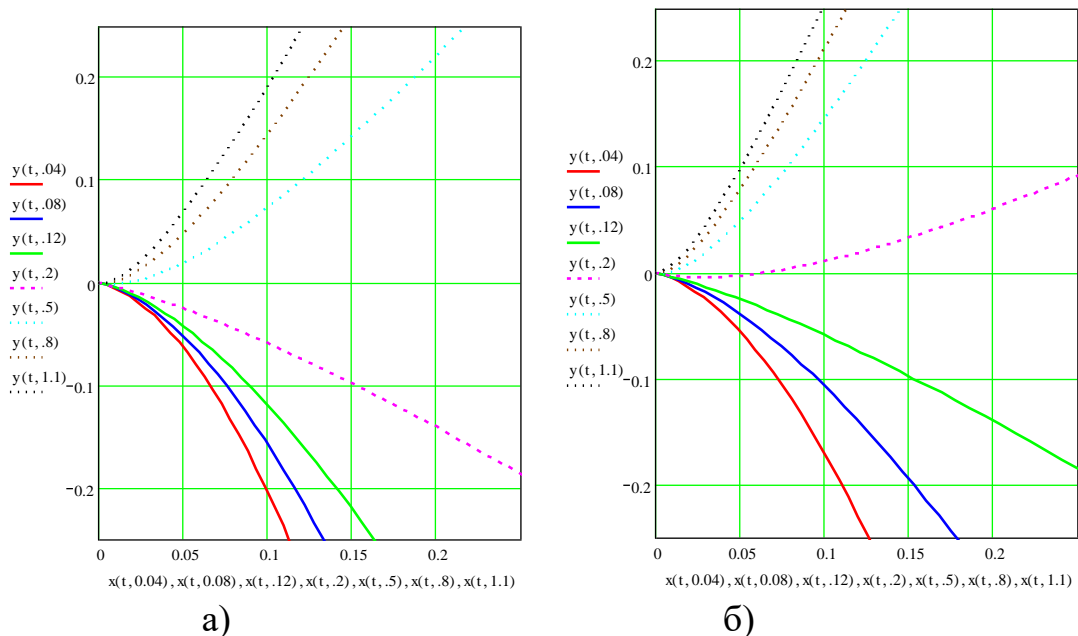 0.2
0.1
0
−0.1
−0.2
y(t, .04)
y(t, .08)
y(t, .12)
y(t, .2)
y(t, .5)
y(t, .8)
y(t, 1.1)
0 0.05 0.1 0.15 0.2
x(t, 0.04) , x(t, 0.08) , x(t, .12) , x(t, .2) , x(t, .5) , x(t, .8) , x(t, 1.1)
а)
0.2
0.1
0
−0.1
−0.2
y(t, .04)
y(t, .08)
y(t, .12)
y(t, .2)
y(t, .5)
y(t, .8)
y(t, 1.1)
0 0.05 0.1 0.15 0.2
x(t, 0.04) , x(t, 0.08) , x(t, .12) , x(t, .2) , x(t, .5) , x(t, .8) , x(t, 1.1)
б)